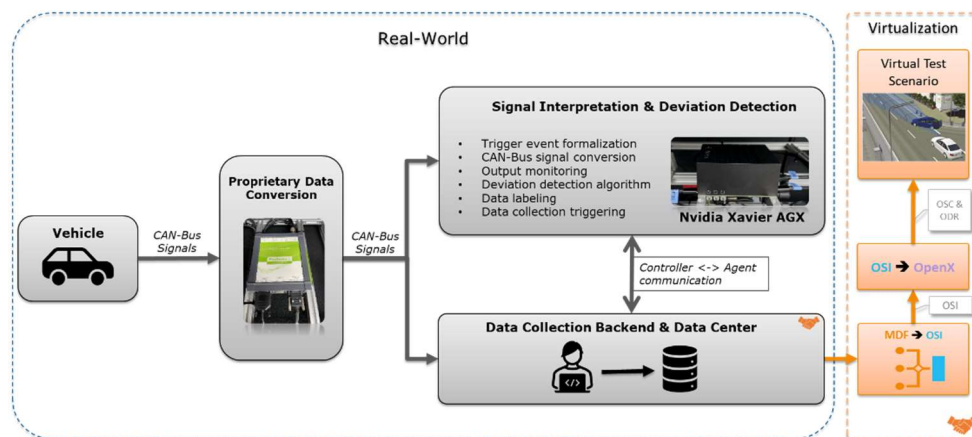 Real-World
Virtualization
Vehicle
CAN-Bus
Signals
Proprietary Data
Conversion
CAN-Bus
Signals
Signal Interpretation & Deviation Detection
• Trigger event formalization
• CAN-Bus signal conversion
• Output monitoring
• Deviation detection algorithm
• Data labeling
• Data collection triggering
Nvidia Xavier AGX
Controller <-> Agent
communication
Data Collection Backend & Data Center
</>
Virtual Test
Scenario
OSC &
ODR
OSI → OpenX
OSI
MDF → OSI